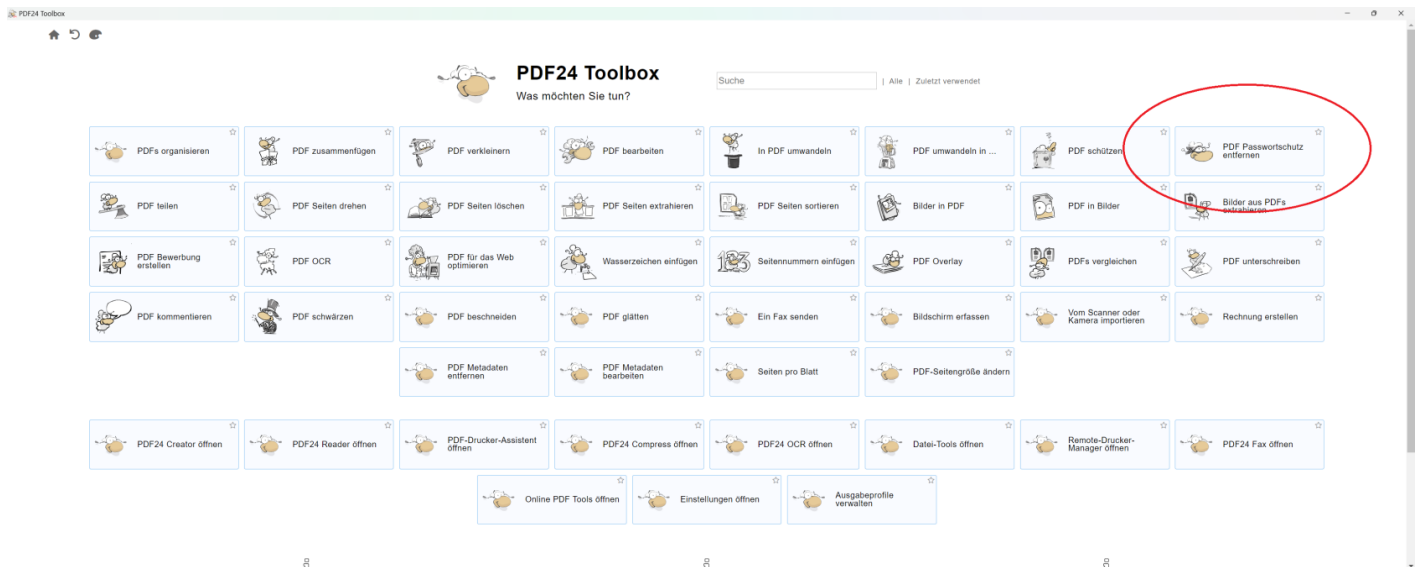 PDF24 Toolbox
PDF24 Toolbox
Was möchten Sie tun?
Suche
| Alle | Zuletzt verwendet
PDFs organisieren
PDF zusammenfügen
PDF verkleinern
PDF bearbeiten
In PDF umwandeln
PDF umwandeln in ...
PDF schützen
PDF Passwortschutz
entfernen
PDF teilen
PDF Seiten drehen
PDF Seiten löschen
PDF Seiten extrahieren
PDF Seiten sortieren
Bilder in PDF
PDF in Bilder
Bilder aus PDFs
extrahieren
PDF Bewerbung
erstellen
PDF OCR
PDF für das Web
optimieren
Wasserzeichen einfügen
123
Seitennummern einfügen
PDF Overlay
PDFs vergleichen
PDF unterschreiben
PDF kommentieren
PDF schwärzen
PDF beschneiden
PDF glätten
Ein Fax senden
Bildschirm erfassen
Vom Scanner oder
Kamera importieren
Rechnung erstellen
PDF Metadaten
entfernen
PDF Metadaten
bearbeiten
Seiten pro Blatt
PDF-Seitengröße ändern
PDF24 Creator öffnen
PDF24 Reader öffnen
PDF-Drucker-Assistent
öffnen
PDF24 Compress öffnen
PDF24 OCR öffnen
Datei-Tools öffnen
Remote-Drucker-
Manager öffnen
PDF24 Fax öffnen
Online PDF Tools öffnen
Einstellungen öffnen
Ausgabeprofile
verwalten